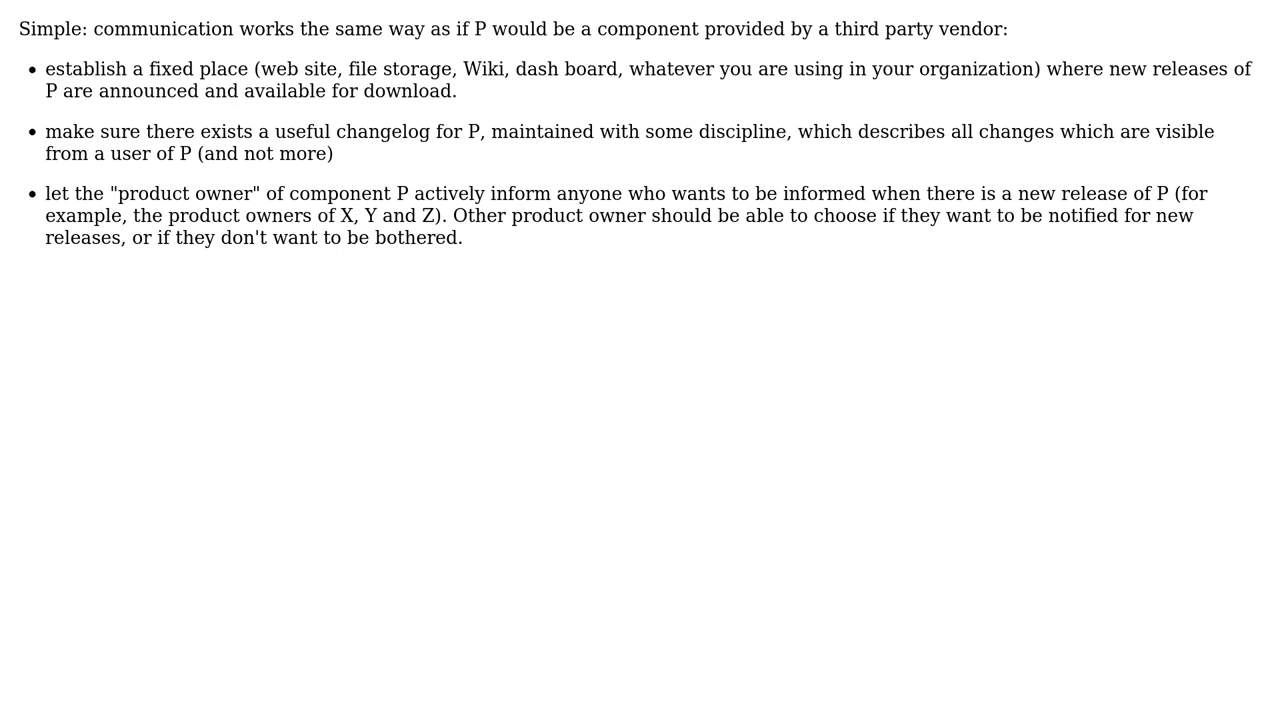 Simple: communication works the same way as if P would be a component provided by a third party vendor:
establish a fixed place (web site, file storage, Wiki, dash board, whatever you are using in your organization) where new releases of
P are announced and available for download.
make sure there exists a useful changelog for P, maintained with some discipline, which describes all changes which are visible
from a user of P (and not more)
let the "product owner" of component P actively inform anyone who wants to be informed when there is a new release of P (for
example, the product owners of X, Y and Z). Other product owner should be able to choose if they want to be notified for new
releases, or if they don't want to be bothered.